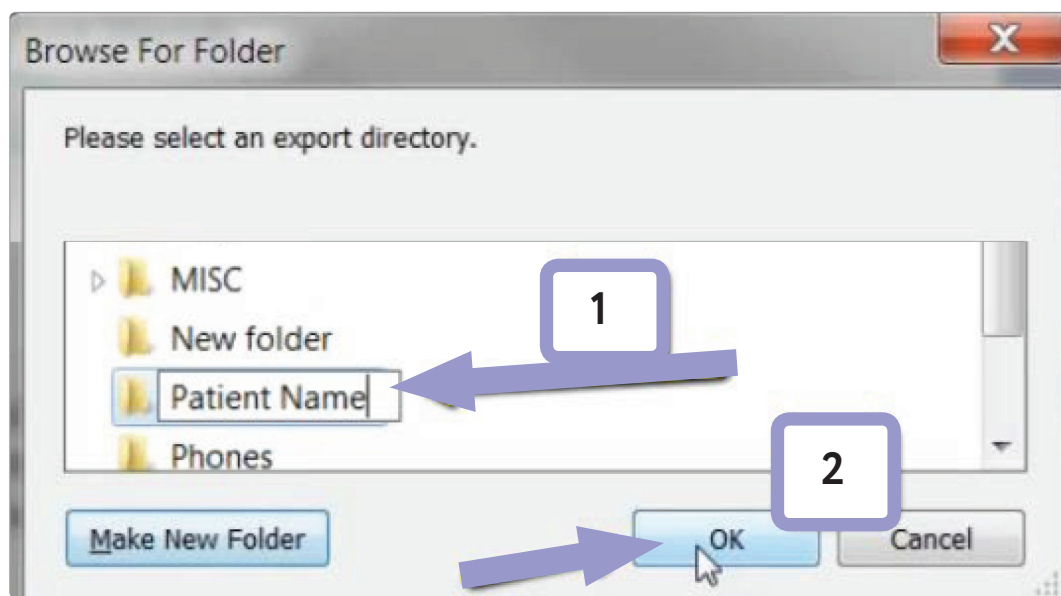 Browse For Folder
Please select an export directory.
MISC
1
New folder
Patient Name
Phones
2
Make New Folder
OK
Cancel